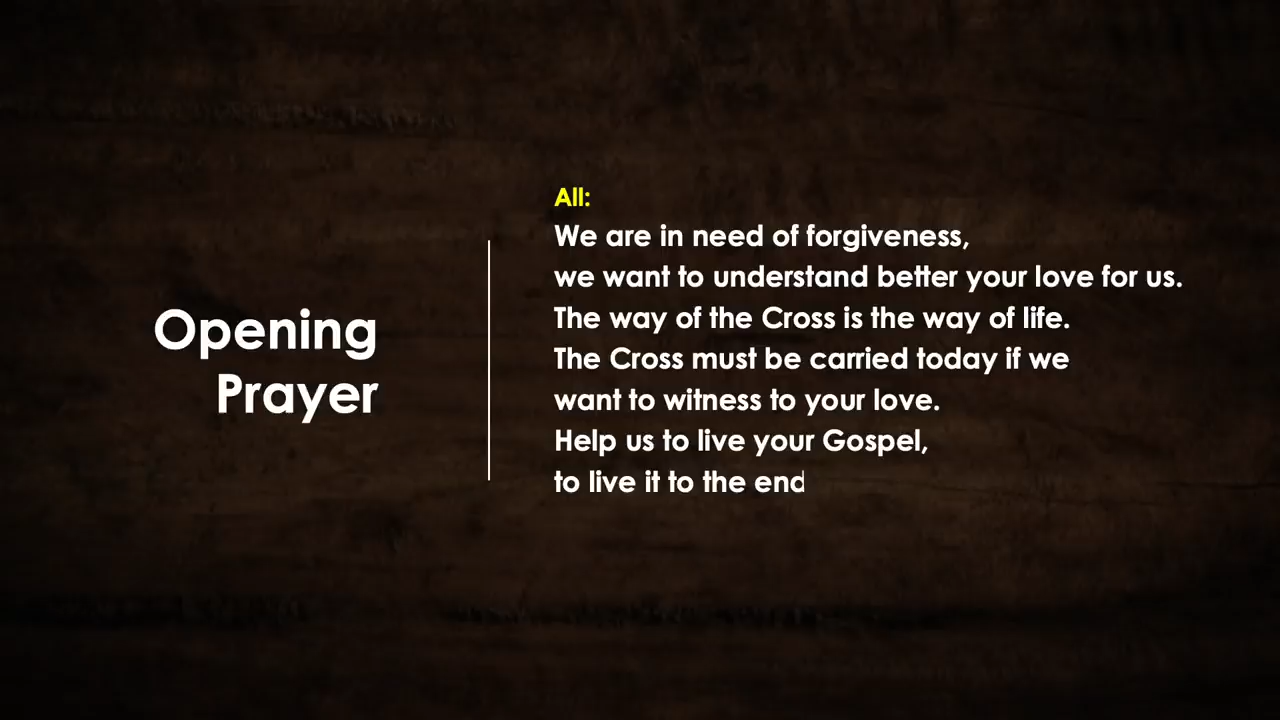 Opening
Prayer
All:
We are in need of forgiveness,
we want to understand better your love for us.
The way of the Cross is the way of life.
The Cross must be carried today if we
want to witness to your love.
Help us to live your Gospel,
to live it to the end